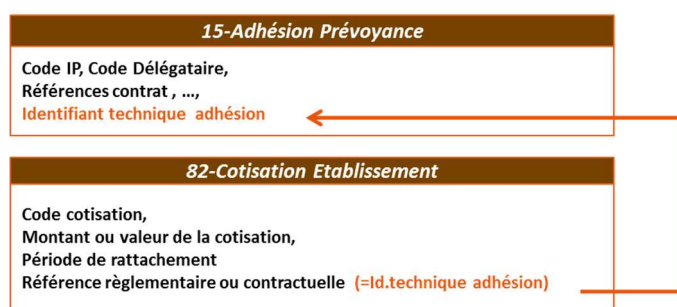 15-Adhésion Prévoyance
Code IP, Code Délégataire,
Références contrat , ...,
Identifiant technique adhésion
82-Cotisation Etablissement
Code cotisation,
Montant ou valeur de la cotisation,
Période de rattachement
Référence règlementaire ou contractuelle (=Id.technique adhésion)